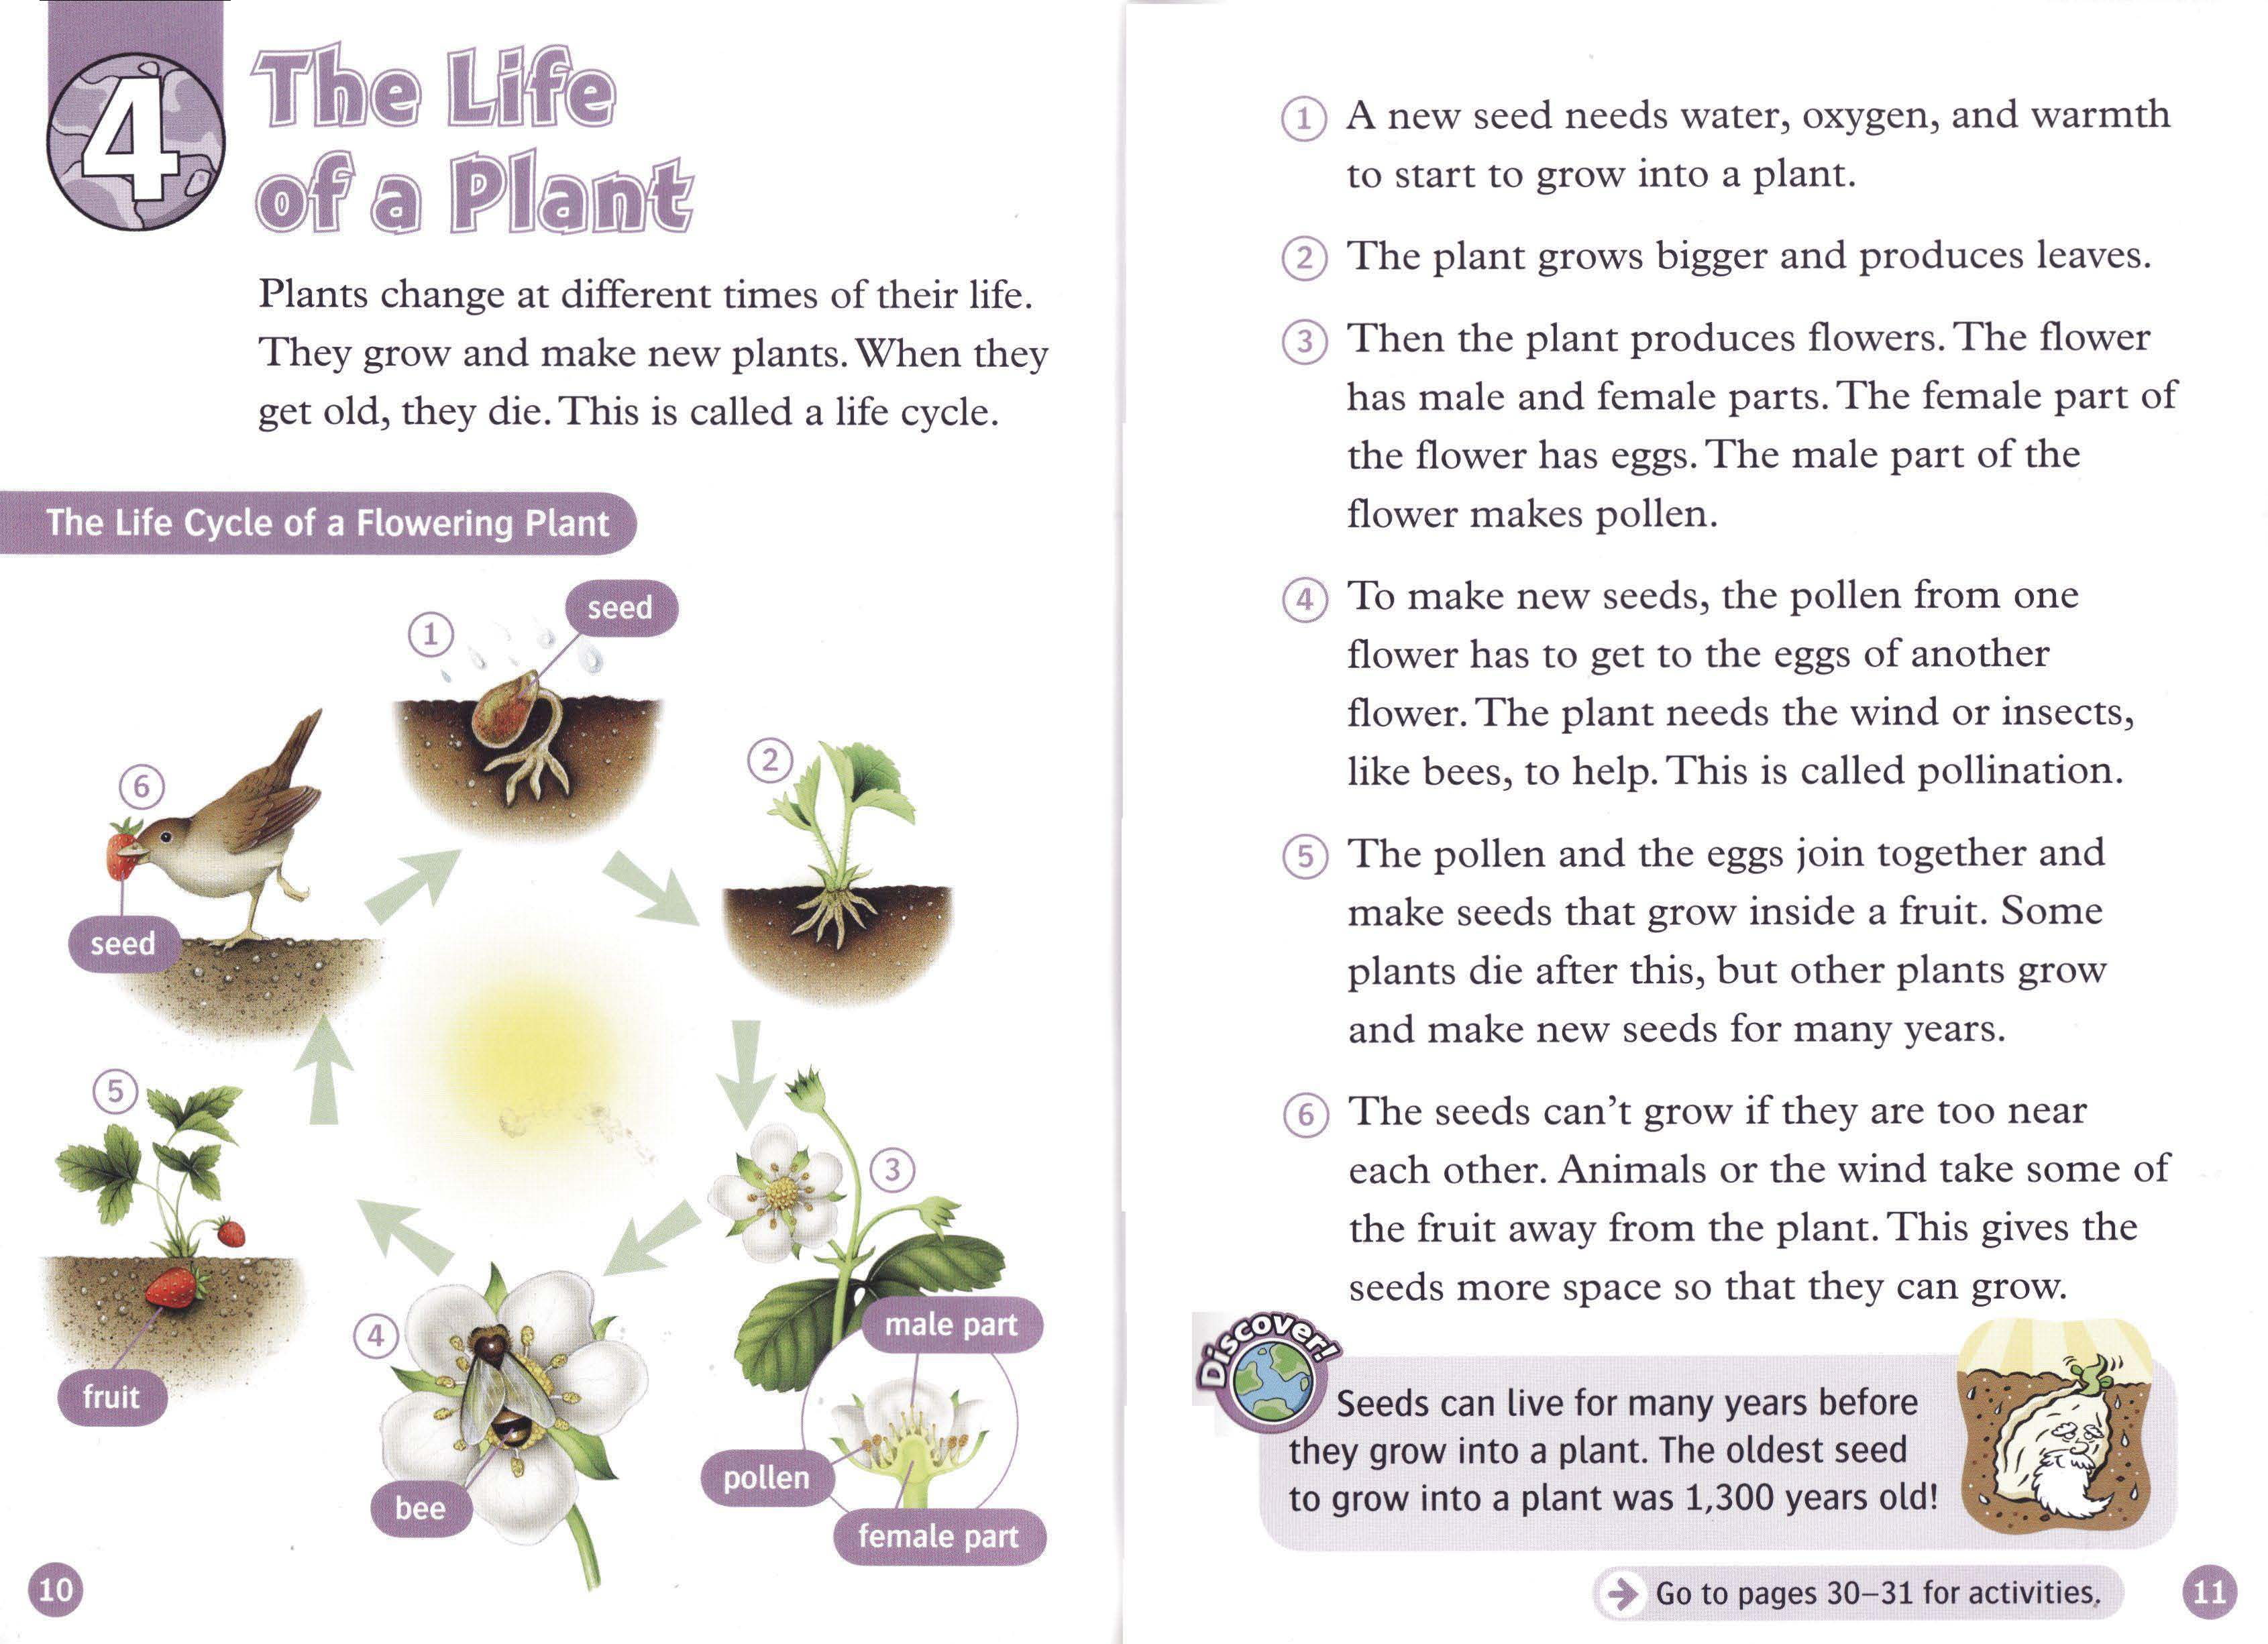 4
The Life
of a Plant
Plants change at different times of their life.
They grow and make new plants. When they
get old, they die. This is called a life cycle.
The Life Cycle of a Flowering Plant
1
seed
2
6
seed
5
3
fruit
4
male part
pollen
bee
female part
10
1 A new seed needs water, oxygen, and warmth
to start to grow into a plant.
2 The plant grows bigger and produces leaves.
3 Then the plant produces flowers. The flower
has male and female parts. The female part of
the flower has eggs. The male part of the
flower makes pollen.
4 To make new seeds, the pollen from one
flower has to get to the eggs of another
flower. The plant needs the wind or insects,
like bees, to help. This is called pollination.
5 The pollen and the eggs join together and
make seeds that grow inside a fruit. Some
plants die after this, but other plants grow
and make new seeds for many years.
6 The seeds can't grow if they are too near
each other. Animals or the wind take some of
the fruit away from the plant. This gives the
seeds more space so that they can grow.
Discover!
Seeds can live for many years before
they grow into a plant. The oldest seed
to grow into a plant was 1,300 years old!
Go to pages 30–31 for activities.
11